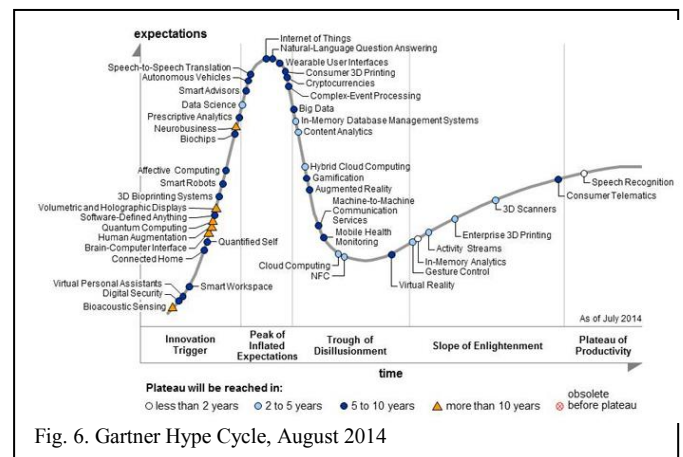 expectations
Internet of Things
Natural-Language Question Answering
Wearable User Interfaces
Consumer 3D Printing
Cryptocurrencies
Complex-Event Processing
Speech-to-Speech Translation
Autonomous Vehicles
Smart Advisors
Data Science
Prescriptive Analytics
Neurobusiness
Biochips
Big Data
In-Memory Database Management Systems
Content Analytics
Hybrid Cloud Computing
Gamification
Augmented Reality
Machine-to-Machine
Communication
Services
Mobile Health
Monitoring
Affective Computing
Smart Robots
3D Bioprinting Systems
Volumetric and Holographic Displays
Software-Defined Anything
Quantum Computing
Human Augmentation
Brain-Computer Interface
Connected Home
Quantified Self
Virtual Personal Assistants
Digital Security
Bioacoustic Sensing
Smart Workspace
Cloud Computing
NFC
Virtual Reality
Gesture Control
In-Memory Analytics
Activity Streams
Enterprise 3D Printing
3D Scanners
Speech Recognition
Consumer Telematics
As of July 2014
Innovation
Trigger
Peak of
Inflated
Expectations
Trough of
Disillusionment
Slope of Enlightenment
Plateau of
Productivity
time
Plateau will be reached in:
less than 2 years
2 to 5 years
5 to 10 years
more than 10 years
obsolete
before plateau
Fig. 6. Gartner Hype Cycle, August 2014